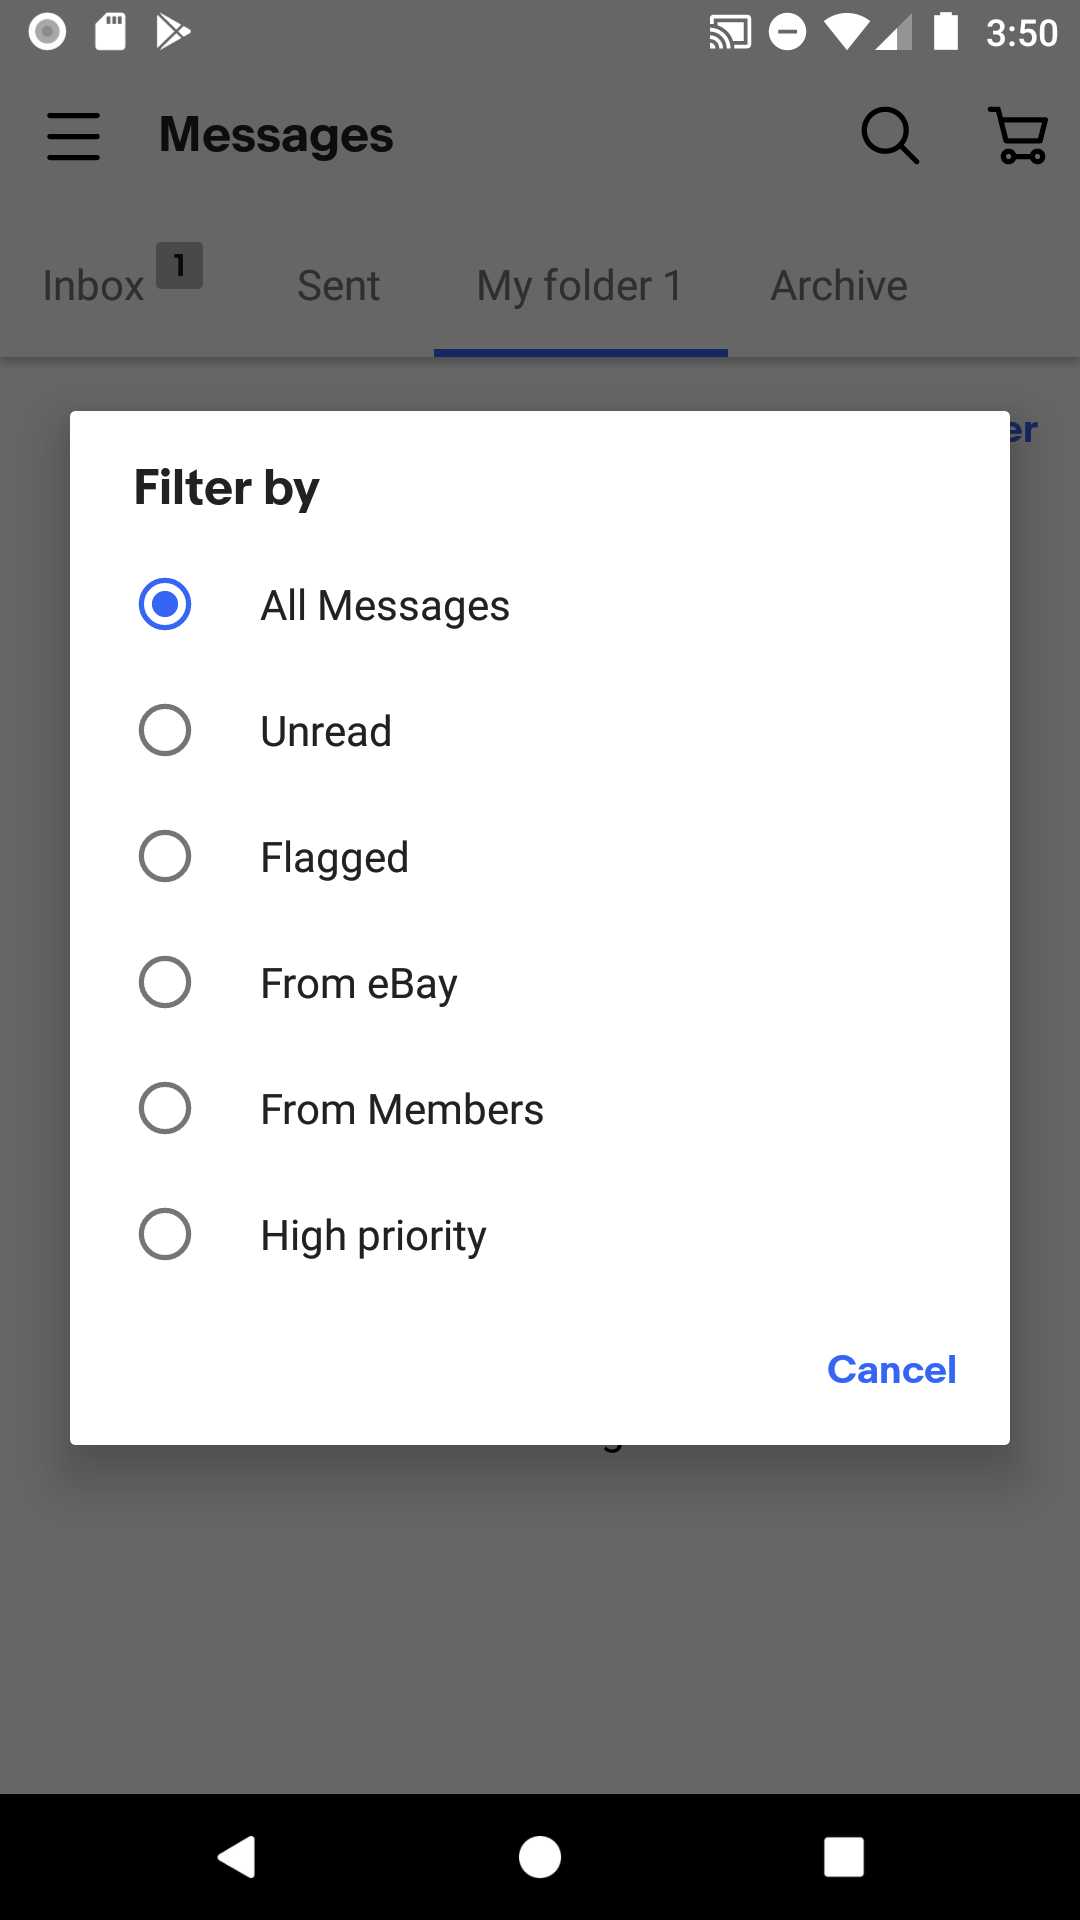 3:50
Messages
Inbox 1 Sent My folder 1 Archive
Filter by
All Messages
Unread
Flagged
From eBay
From Members
High priority
Cancel